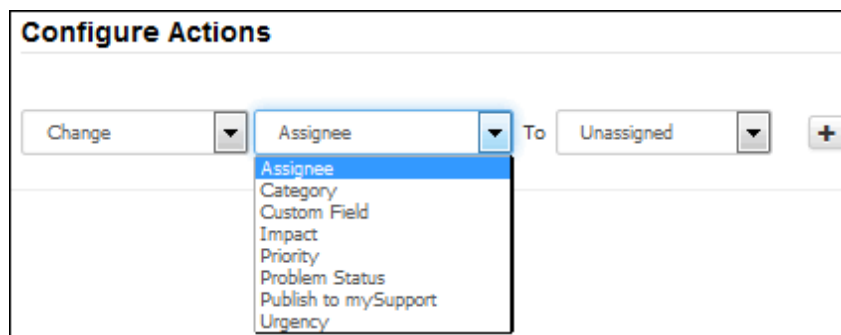 Configure Actions
Change Assignee To Unassigned +
Assignee
Category
Custom Field
Impact
Priority
Problem Status
Publish to mySupport
Urgency